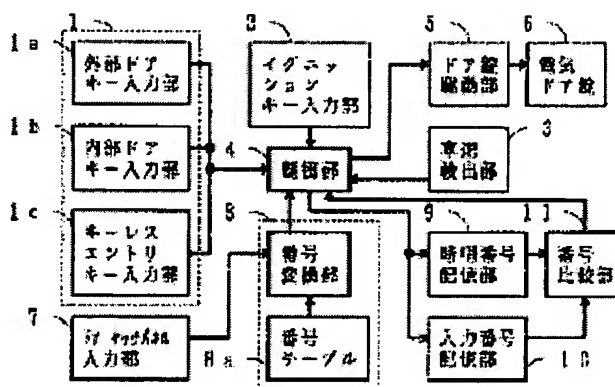 1
1a
外部ドア
キー入力部
1b
内部ドア
キー入力部
1c
キーレス
エントリ
キー入力部
7
入力部
2
イグニッ
ション
キー入力部
4
制御部
8
番号
変換部
8a
番号
テーブル
5
ドア錠
駆動部
6
電気
ドア錠
3
車速
検出部
9
暗唱番号
記憶部
11
番号
比較部
10
入力番号
記憶部